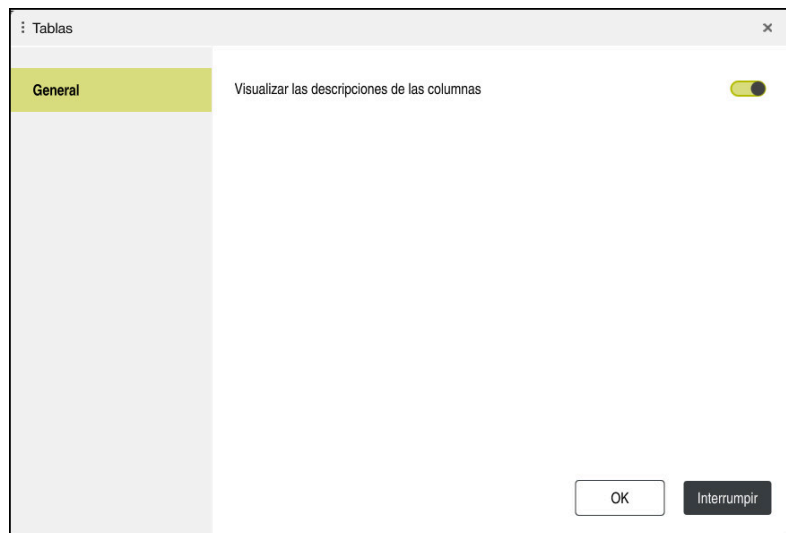 Tablas
General
Visualizar las descripciones de las columnas
OK
Interrumpir